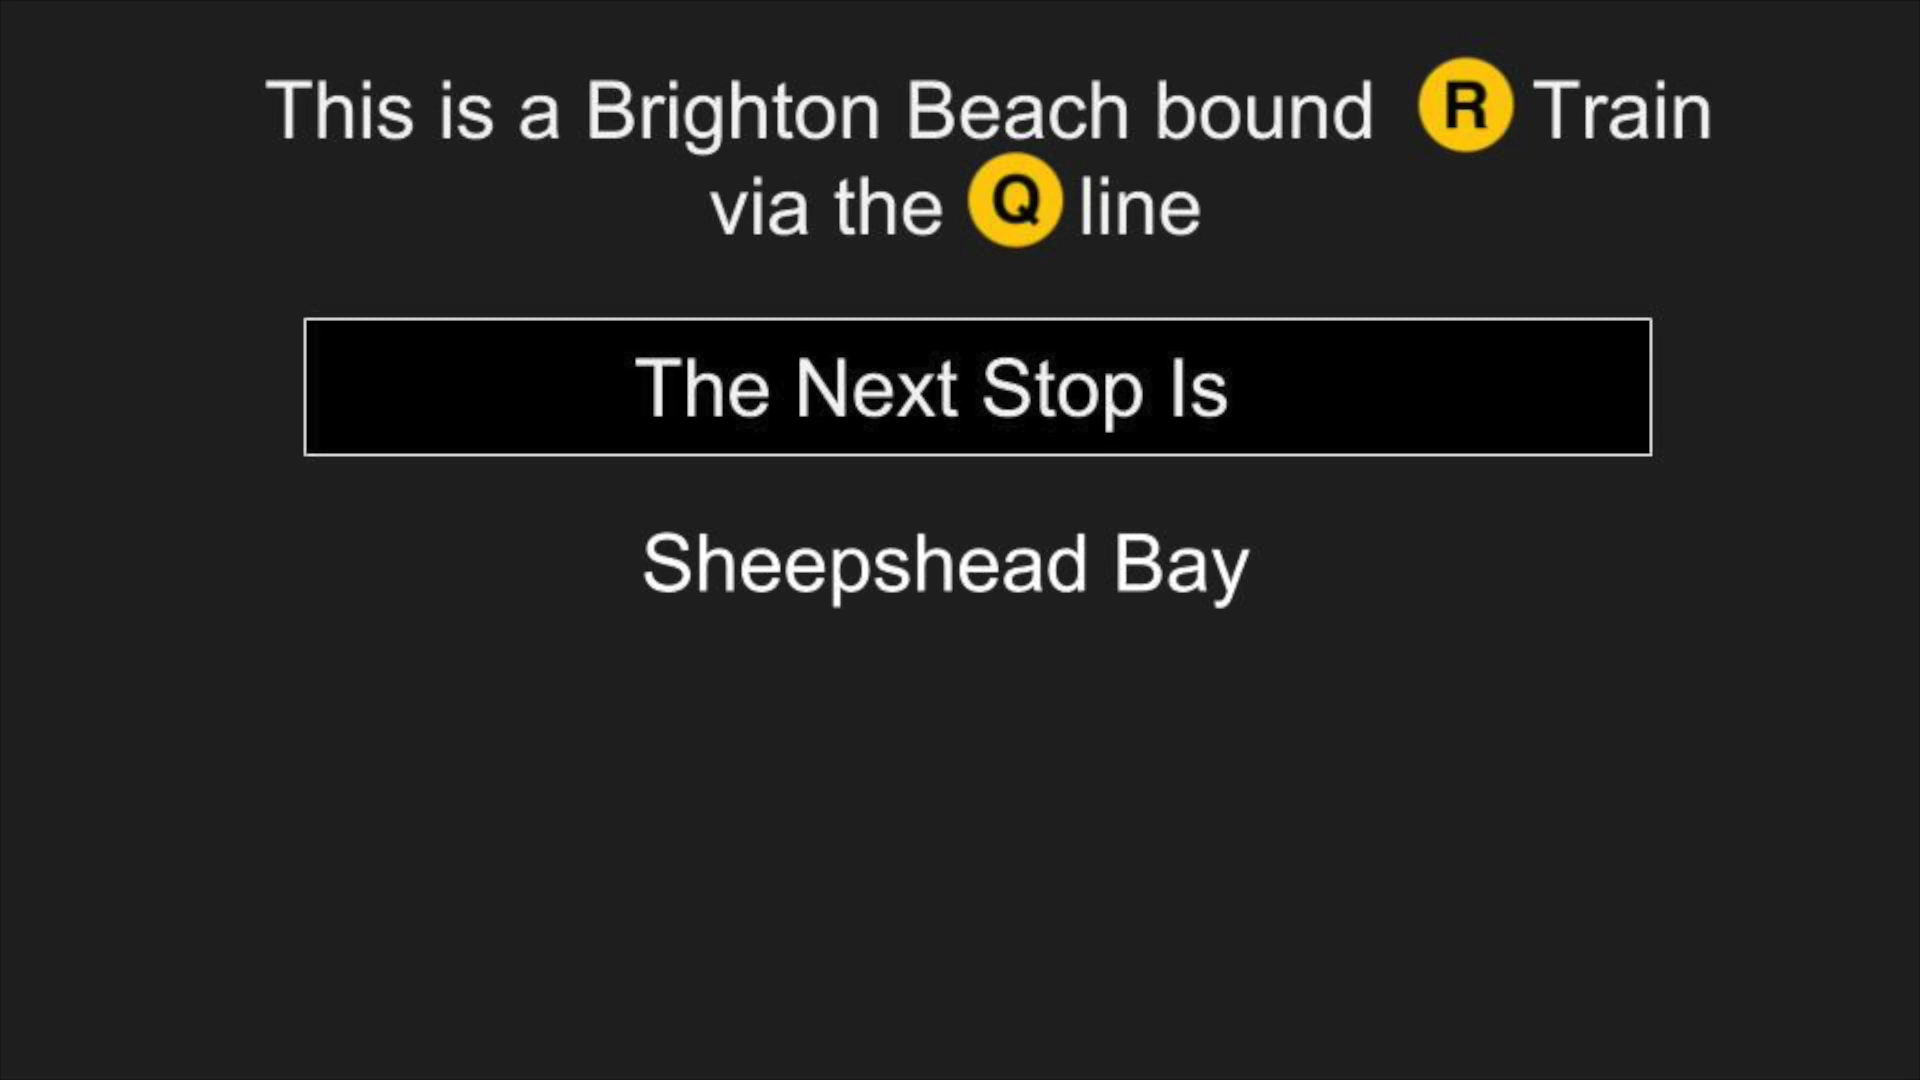 This is a Brighton Beach bound R Train
via the Q line
The Next Stop Is
Sheepshead Bay